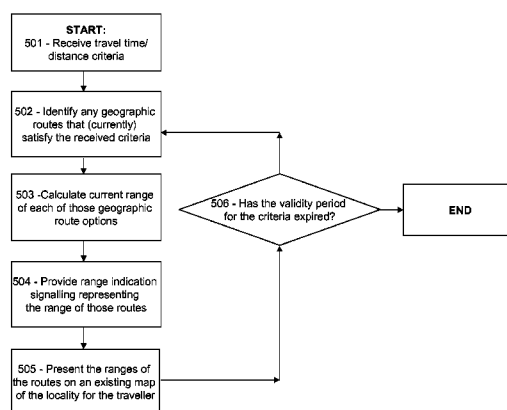 START:
501 - Receive travel time/
distance criteria
502 - Identify any geographic
routes that (currently)
satisfy the received criteria
503 -Calculate current range
of each of those geographic
route options
504 - Provide range indication
signalling representing
the range of those routes
505 - Present the ranges of
the routes on an existing map
of the locality for the traveller
506 - Has the validity period
for the criteria expired?
END